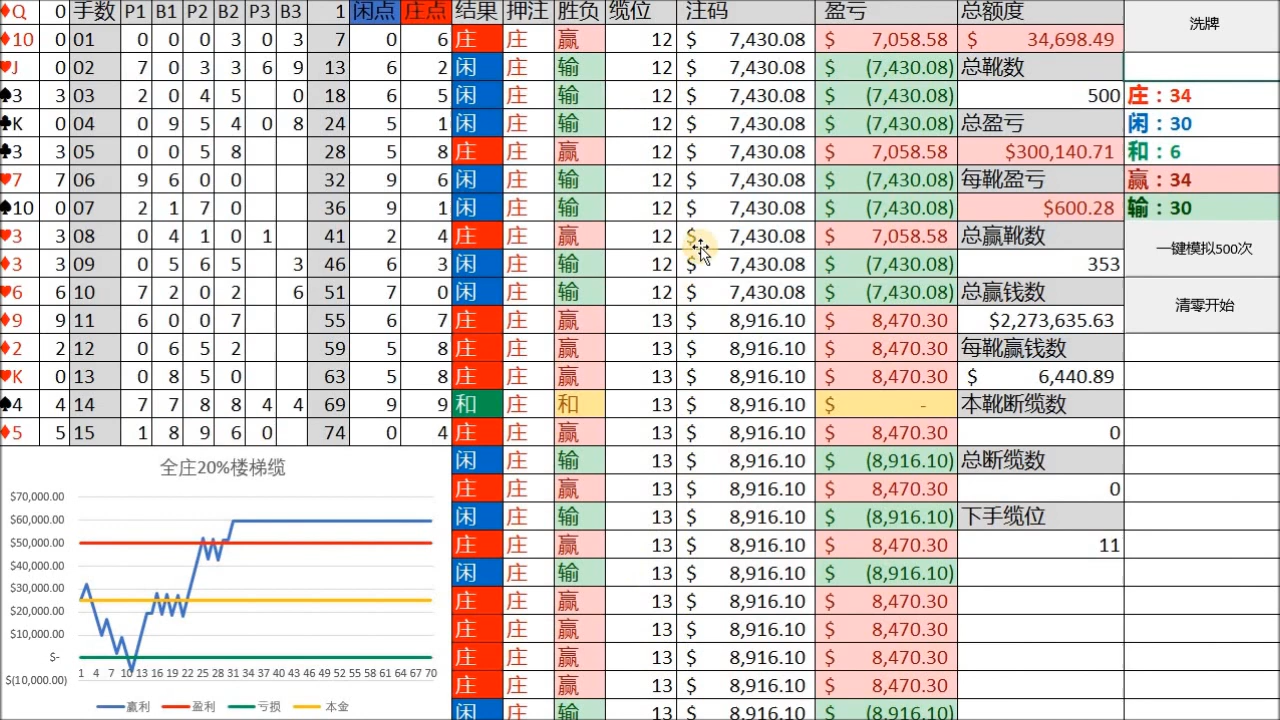 ♦Q 0 手数 P1 B1 P2 B2 P3 B3 1 闲点 庄点 结果 押注 胜负 缆位 注码 盈亏 总额度 洗牌
♦10 0 01 0 0 0 3 0 3 7 0 6 庄 庄 赢 12 $ 7,430.08 $ 7,058.58 $ 34,698.49
♥J 0 02 7 0 3 3 6 9 13 6 2 闲 庄 输 12 $ 7,430.08 $ (7,430.08) 总靴数
♠3 3 03 2 0 4 5 0 18 6 5 闲 庄 输 12 $ 7,430.08 $ (7,430.08) 500 庄：34
♣K 0 04 0 9 5 4 0 8 24 5 1 闲 庄 输 12 $ 7,430.08 $ (7,430.08) 总盈亏 闲：30
♣3 3 05 0 0 5 8 28 5 8 庄 庄 赢 12 $ 7,430.08 $ 7,058.58 $300,140.71 和：6
♥7 7 06 9 6 0 0 32 9 6 闲 庄 输 12 $ 7,430.08 $ (7,430.08) 每靴盈亏 赢：34
♠10 0 07 2 1 7 0 36 9 1 闲 庄 输 12 $ 7,430.08 $ (7,430.08) $600.28 输：30
♥3 3 08 0 4 1 0 1 41 2 4 庄 庄 赢 12 $ 7,430.08 $ 7,058.58 总赢靴数 一键模拟500次
♦3 3 09 0 5 6 5 3 46 6 3 闲 庄 输 12 $ 7,430.08 $ (7,430.08) 353
♥6 6 10 7 2 0 2 6 51 7 0 闲 庄 输 12 $ 7,430.08 $ (7,430.08) 总赢钱数 清零开始
♦9 9 11 6 0 0 7 55 6 7 庄 庄 赢 13 $ 8,916.10 $ 8,470.30 $2,273,635.63
♦2 2 12 0 6 5 2 59 5 8 庄 庄 赢 13 $ 8,916.10 $ 8,470.30 每靴赢钱数
♥K 0 13 0 8 5 0 63 5 8 庄 庄 赢 13 $ 8,916.10 $ 8,470.30 $ 6,440.89
♠4 4 14 7 7 8 8 4 4 69 9 9 和 庄 和 13 $ 8,916.10 $ - 本靴断缆数
♦5 5 15 1 8 9 6 0 74 0 4 庄 庄 赢 13 $ 8,916.10 $ 8,470.30 0
闲 庄 输 13 $ 8,916.10 $ (8,916.10) 总断缆数
庄 庄 赢 13 $ 8,916.10 $ 8,470.30 0
闲 庄 输 13 $ 8,916.10 $ (8,916.10) 下手缆位
庄 庄 赢 13 $ 8,916.10 $ 8,470.30 11
闲 庄 输 13 $ 8,916.10 $ (8,916.10)
庄 庄 赢 13 $ 8,916.10 $ 8,470.30
庄 庄 赢 13 $ 8,916.10 $ 8,470.30
庄 庄 赢 13 $ 8,916.10 $ 8,470.30
庄 庄 赢 13 $ 8,916.10 $ 8,470.30
闲 庄 输 13 $ 8,916.10 $ (8,916.10)
全庄20%楼梯缆
$70,000.00
$60,000.00
$50,000.00
$40,000.00
$30,000.00
$20,000.00
$10,000.00
$-
$(10,000.00)
1 4 7 10 13 16 19 22 25 28 31 34 37 40 43 46 49 52 55 58 61 64 67 70
赢利 盈利 亏损 本金